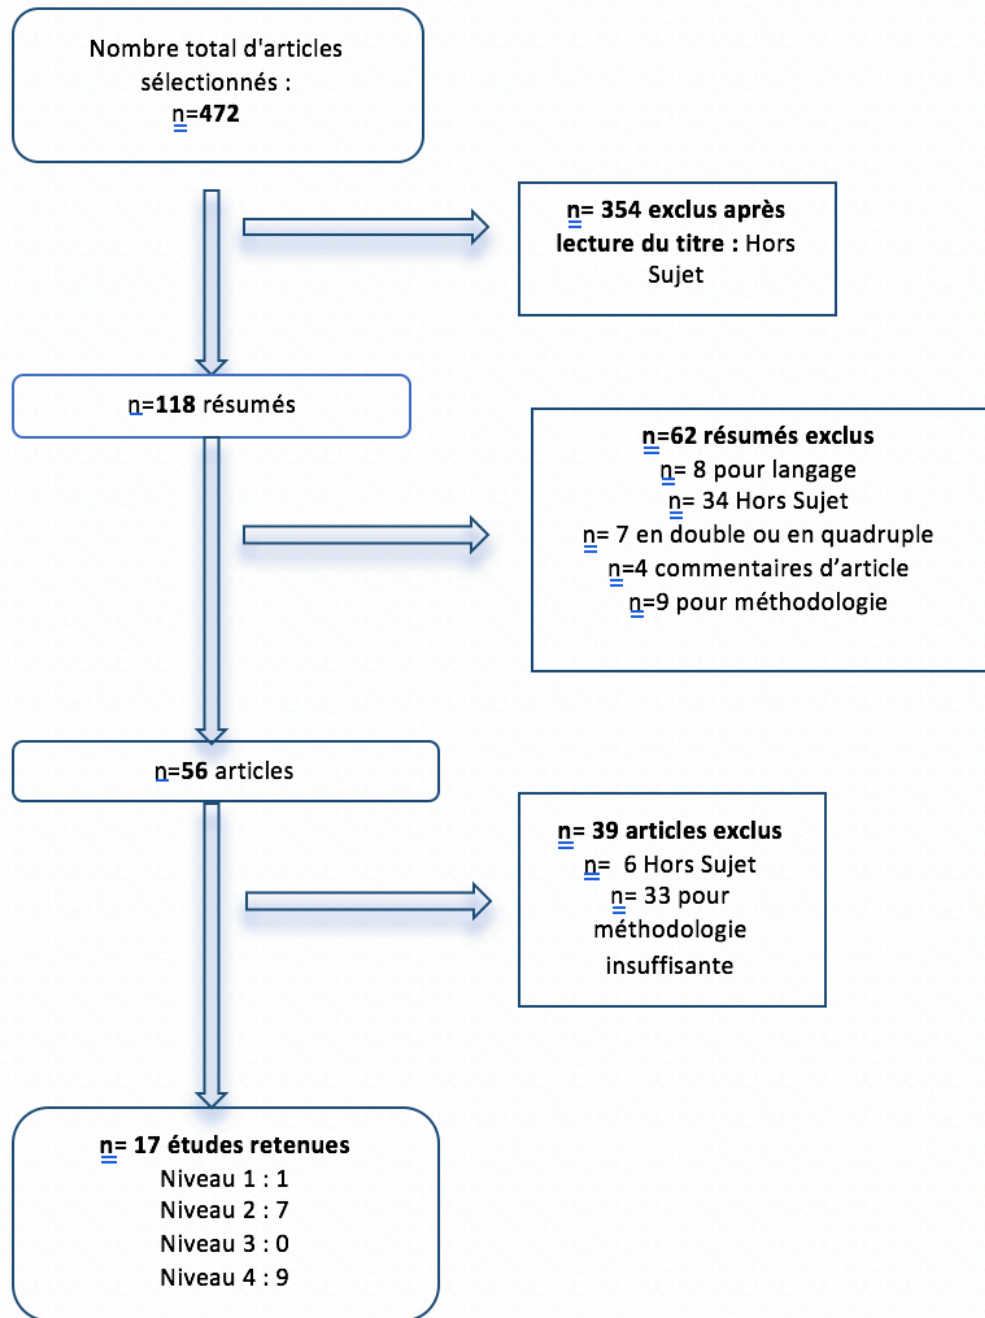 Nombre total d'articles
sélectionnés :
n=472
n= 354 exclus après
lecture du titre : Hors
Sujet
n=118 résumés
n=62 résumés exclus
n= 8 pour langage
n= 34 Hors Sujet
n= 7 en double ou en quadruple
n=4 commentaires d’article
n=9 pour méthodologie
n=56 articles
n= 39 articles exclus
n= 6 Hors Sujet
n= 33 pour
méthodologie
insuffisante
n= 17 études retenues
Niveau 1 : 1
Niveau 2 : 7
Niveau 3 : 0
Niveau 4 : 9